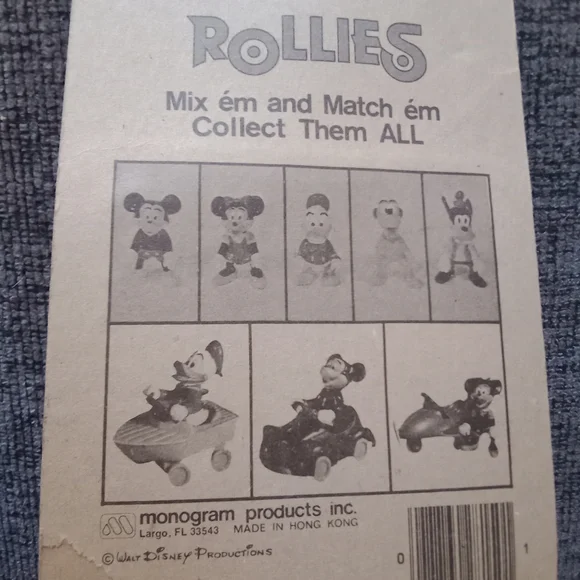 ROLLIES
Mix ém and Match ém
Collect Them ALL
monogram products inc.
Largo, FL 33543 MADE IN HONG KONG
© WALT DISNEY PRODUCTIONS
0 1